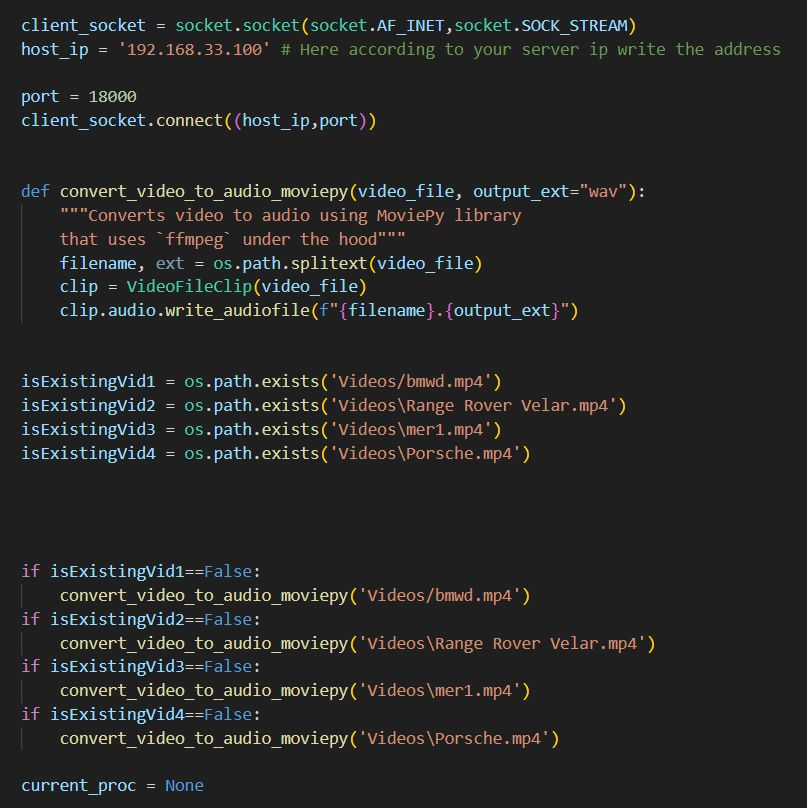 client_socket = socket.socket(socket.AF_INET,socket.SOCK_STREAM)
host_ip = '192.168.33.100' # Here according to your server ip write the address
port = 18000
client_socket.connect((host_ip,port))
def convert_video_to_audio_moviepy(video_file, output_ext="wav"):
    """Converts video to audio using MoviePy library
    that uses `ffmpeg` under the hood"""
    filename, ext = os.path.splitext(video_file)
    clip = VideoFileClip(video_file)
    clip.audio.write_audiofile(f"{filename}.{output_ext}")
isExistingVid1 = os.path.exists('Videos/bmwd.mp4')
isExistingVid2 = os.path.exists('Videos\Range Rover Velar.mp4')
isExistingVid3 = os.path.exists('Videos\mer1.mp4')
isExistingVid4 = os.path.exists('Videos\Porsche.mp4')
if isExistingVid1==False:
    convert_video_to_audio_moviepy('Videos/bmwd.mp4')
if isExistingVid2==False:
    convert_video_to_audio_moviepy('Videos\Range Rover Velar.mp4')
if isExistingVid3==False:
    convert_video_to_audio_moviepy('Videos\mer1.mp4')
if isExistingVid4==False:
    convert_video_to_audio_moviepy('Videos\Porsche.mp4')
current_proc = None